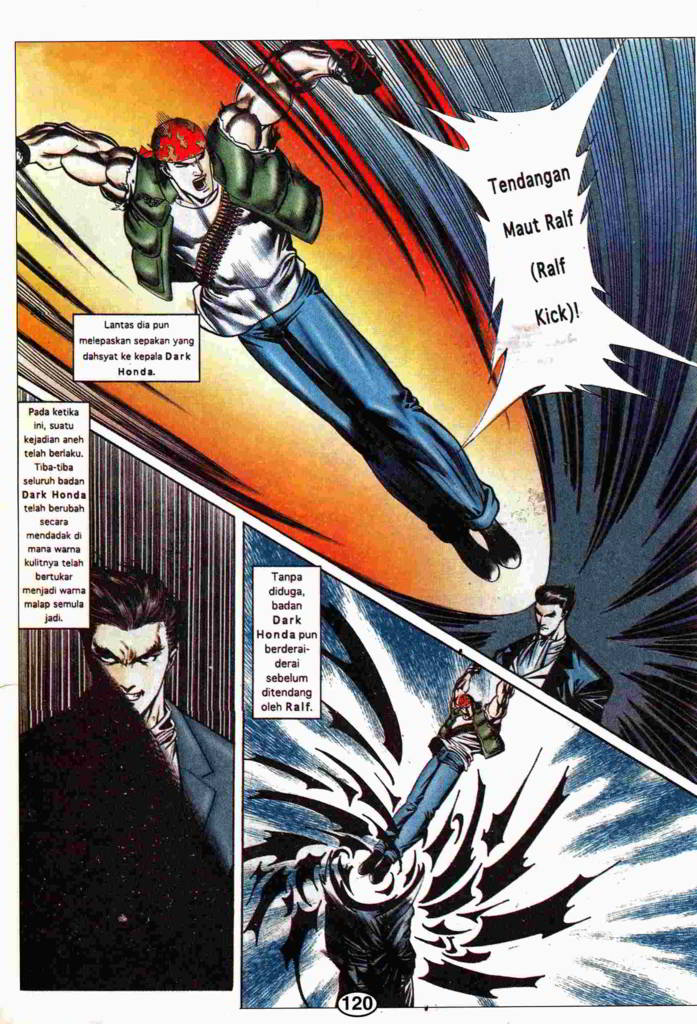 Tendangan
Maut Ralf
(Ralf
Kick)!
Lantas dia pun
melepaskan sepakan yang
dahsyat ke kepala Dark
Honda.
Pada ketika
ini, suatu
kejadian aneh
telah berlaku.
Tiba-tiba
seluruh badan
Dark Honda
telah berubah
secara
mendadak di
mana warna
kulitnya telah
bertukar
menjadi warna
malap semula
jadi.
Tanpa
diduga,
badan
Dark
Honda pun
berderai-
derai
sebelum
ditendang
oleh Ralf.
120